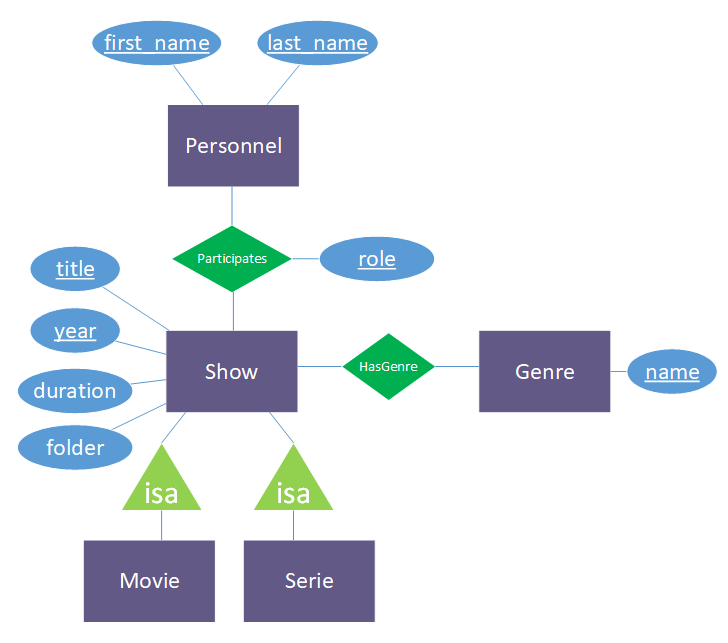 first_name
last_name
Personnel
Participates
role
title
year
duration
folder
Show
HasGenre
Genre
name
isa
isa
Movie
Serie